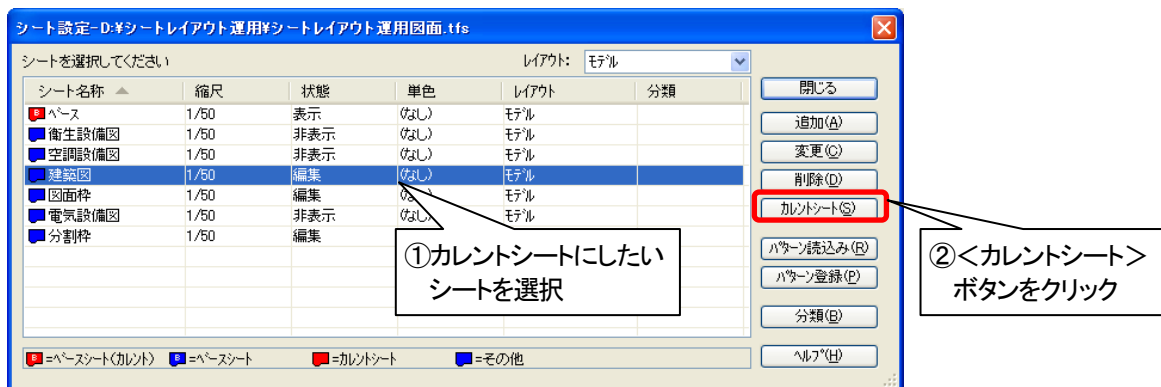 シート設定-D:¥シートレイアウト運用¥シートレイアウト運用図面.tfs
シートを選択してください レイアウト: モデル
シート名称 縮尺 状態 単色 レイアウト 分類
ベース 1/50 表示 (なし) モデル
衛生設備図 1/50 非表示 (なし) モデル
空調設備図 1/50 非表示 (なし) モデル
建築図 1/50 編集 (なし) モデル
図面枠 1/50 編集 (なし) モデル
電気設備図 1/50 非表示 (なし) モデル
分割枠 1/50 編集
閉じる
追加(A)
変更(C)
削除(D)
カレントシート(S)
パターン読込み(R)
パターン登録(P)
分類(B)
ヘルプ(H)
①カレントシートにしたい
シートを選択
②<カレントシート>
ボタンをクリック
B =ベースシート(カレント) B =ベースシート =カレントシート =その他